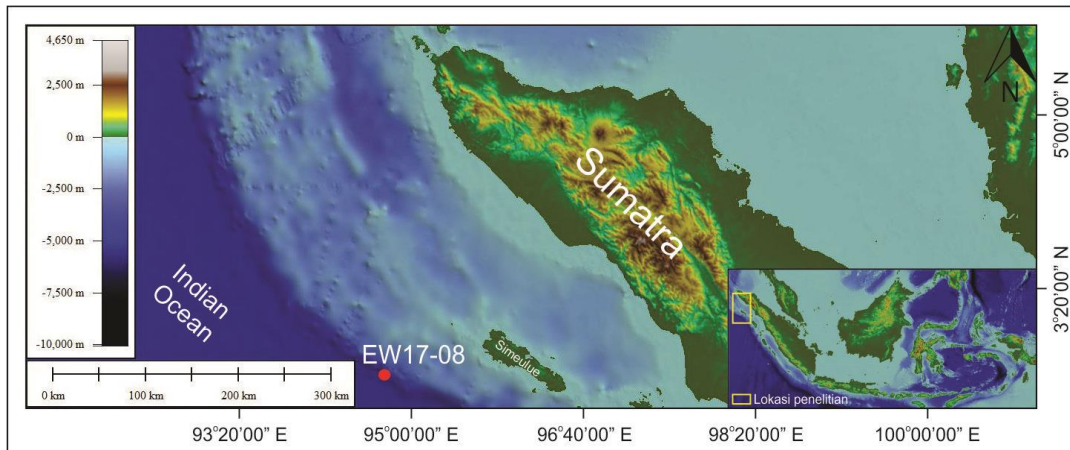 4,650 m
2,500 m
0 m
-2,500 m
-5,000 m
-7,500 m
-10,000 m
Sumatra
Indian
Ocean
Simeulue
EW17-08
N
5°00'00" N
3°20'00" N
Lokasi penelitian
0 km
100 km
200 km
300 km
93°20'00" E
95°00'00" E
96°40'00" E
98°20'00" E
100°00'00" E